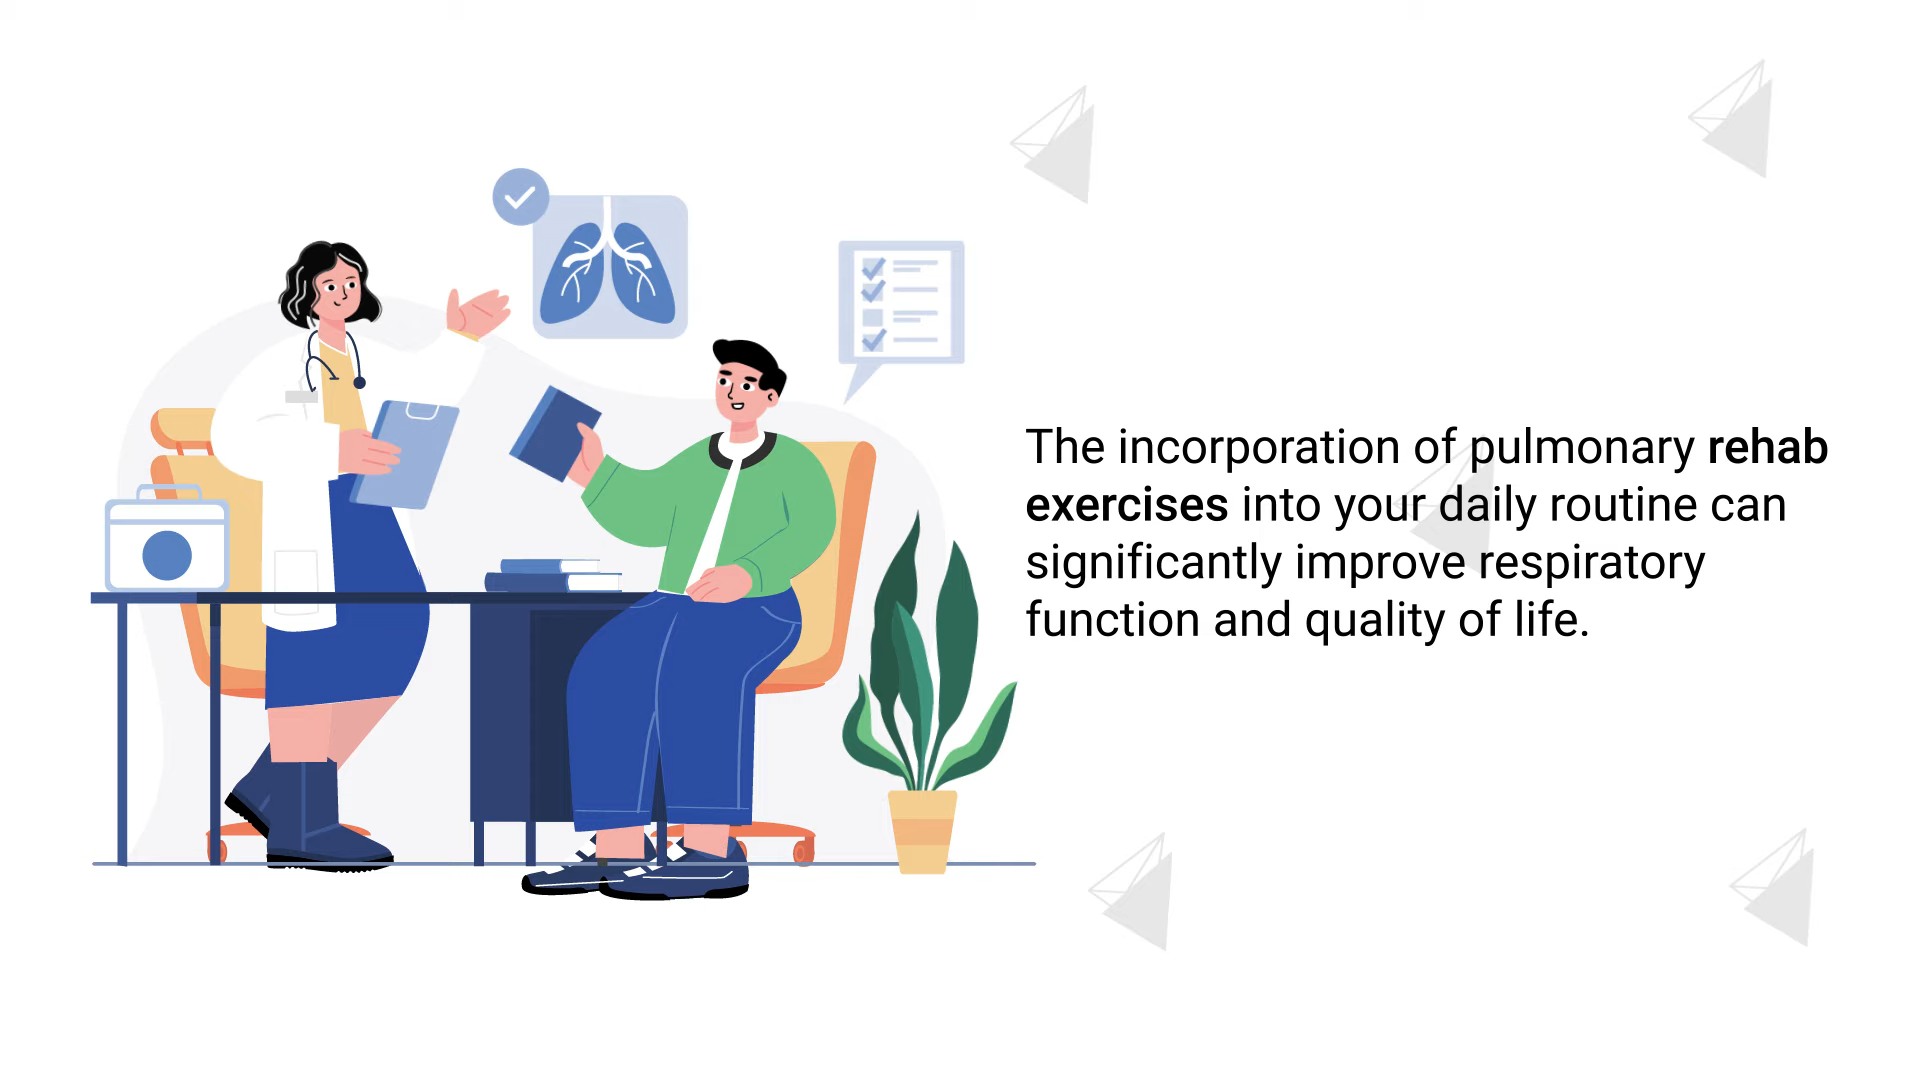 The incorporation of pulmonary rehab
exercises into your daily routine can
significantly improve respiratory
function and quality of life.